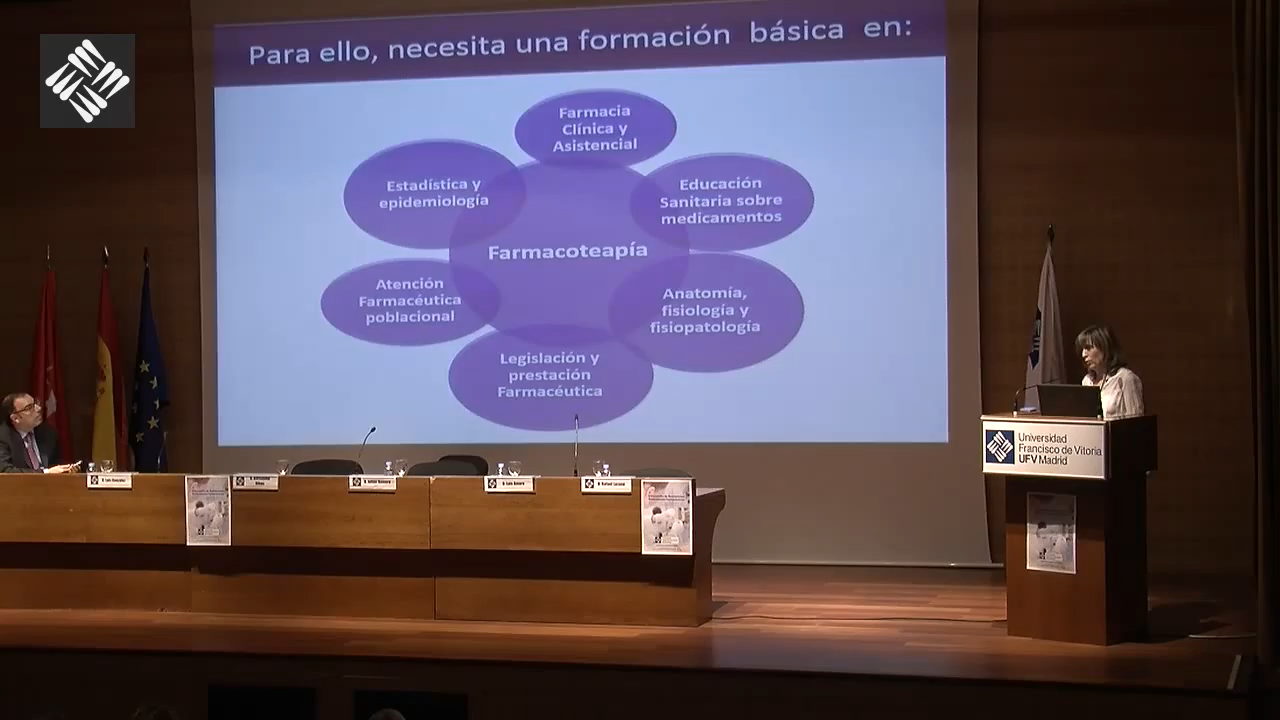 Para ello, necesita una formación básica en:
Farmacia
Clínica y
Asistencial
Estadística y
epidemiología
Educación
Sanitaria sobre
medicamentos
Farmacoteapía
Atención
Farmacéutica
poblacional
Anatomía,
fisiología y
fisiopatología
Legislación y
prestación
Farmacéutica
Universidad
Francisco de Vitoria
UFV Madrid